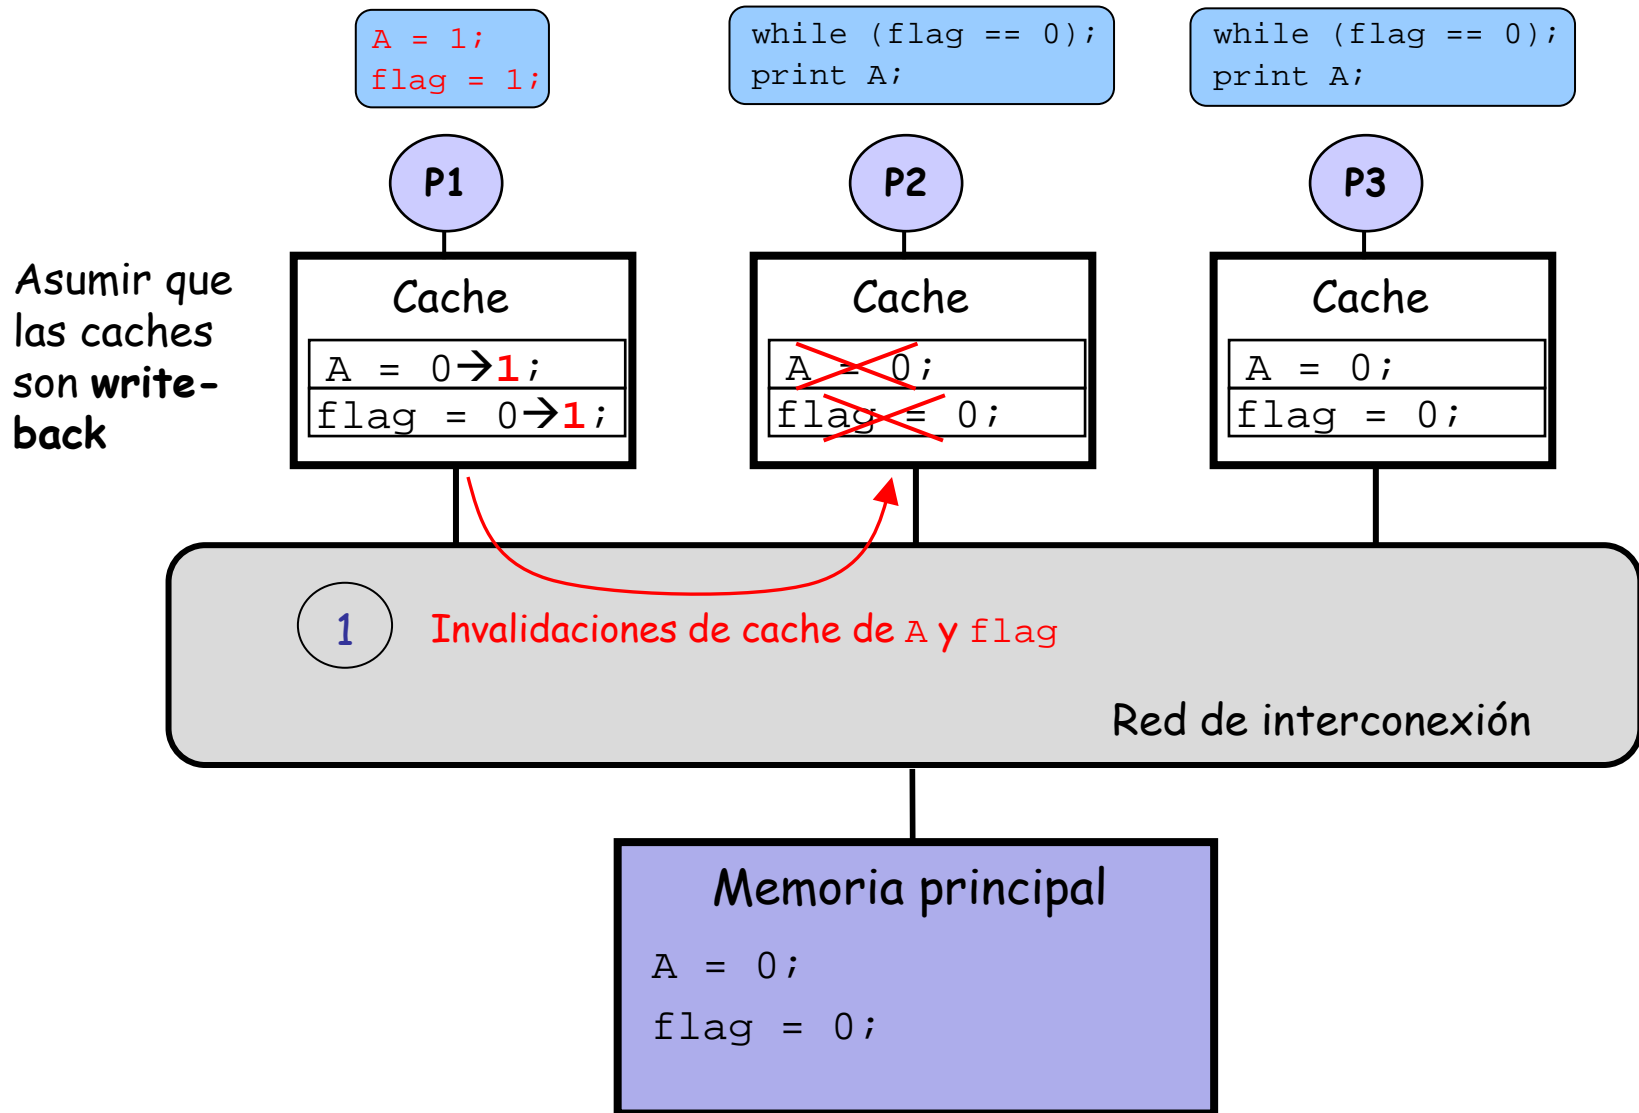 A = 1;
flag = 1;
while (flag == 0);
print A;
while (flag == 0);
print A;
P1
P2
P3
Asumir que
las caches
son write-
back
Cache
A = 0→1;
flag = 0→1;
Cache
A = 0;
flag = 0;
Cache
A = 0;
flag = 0;
1
Invalidaciones de cache de A y flag
Red de interconexión
Memoria principal
A = 0;
flag = 0;